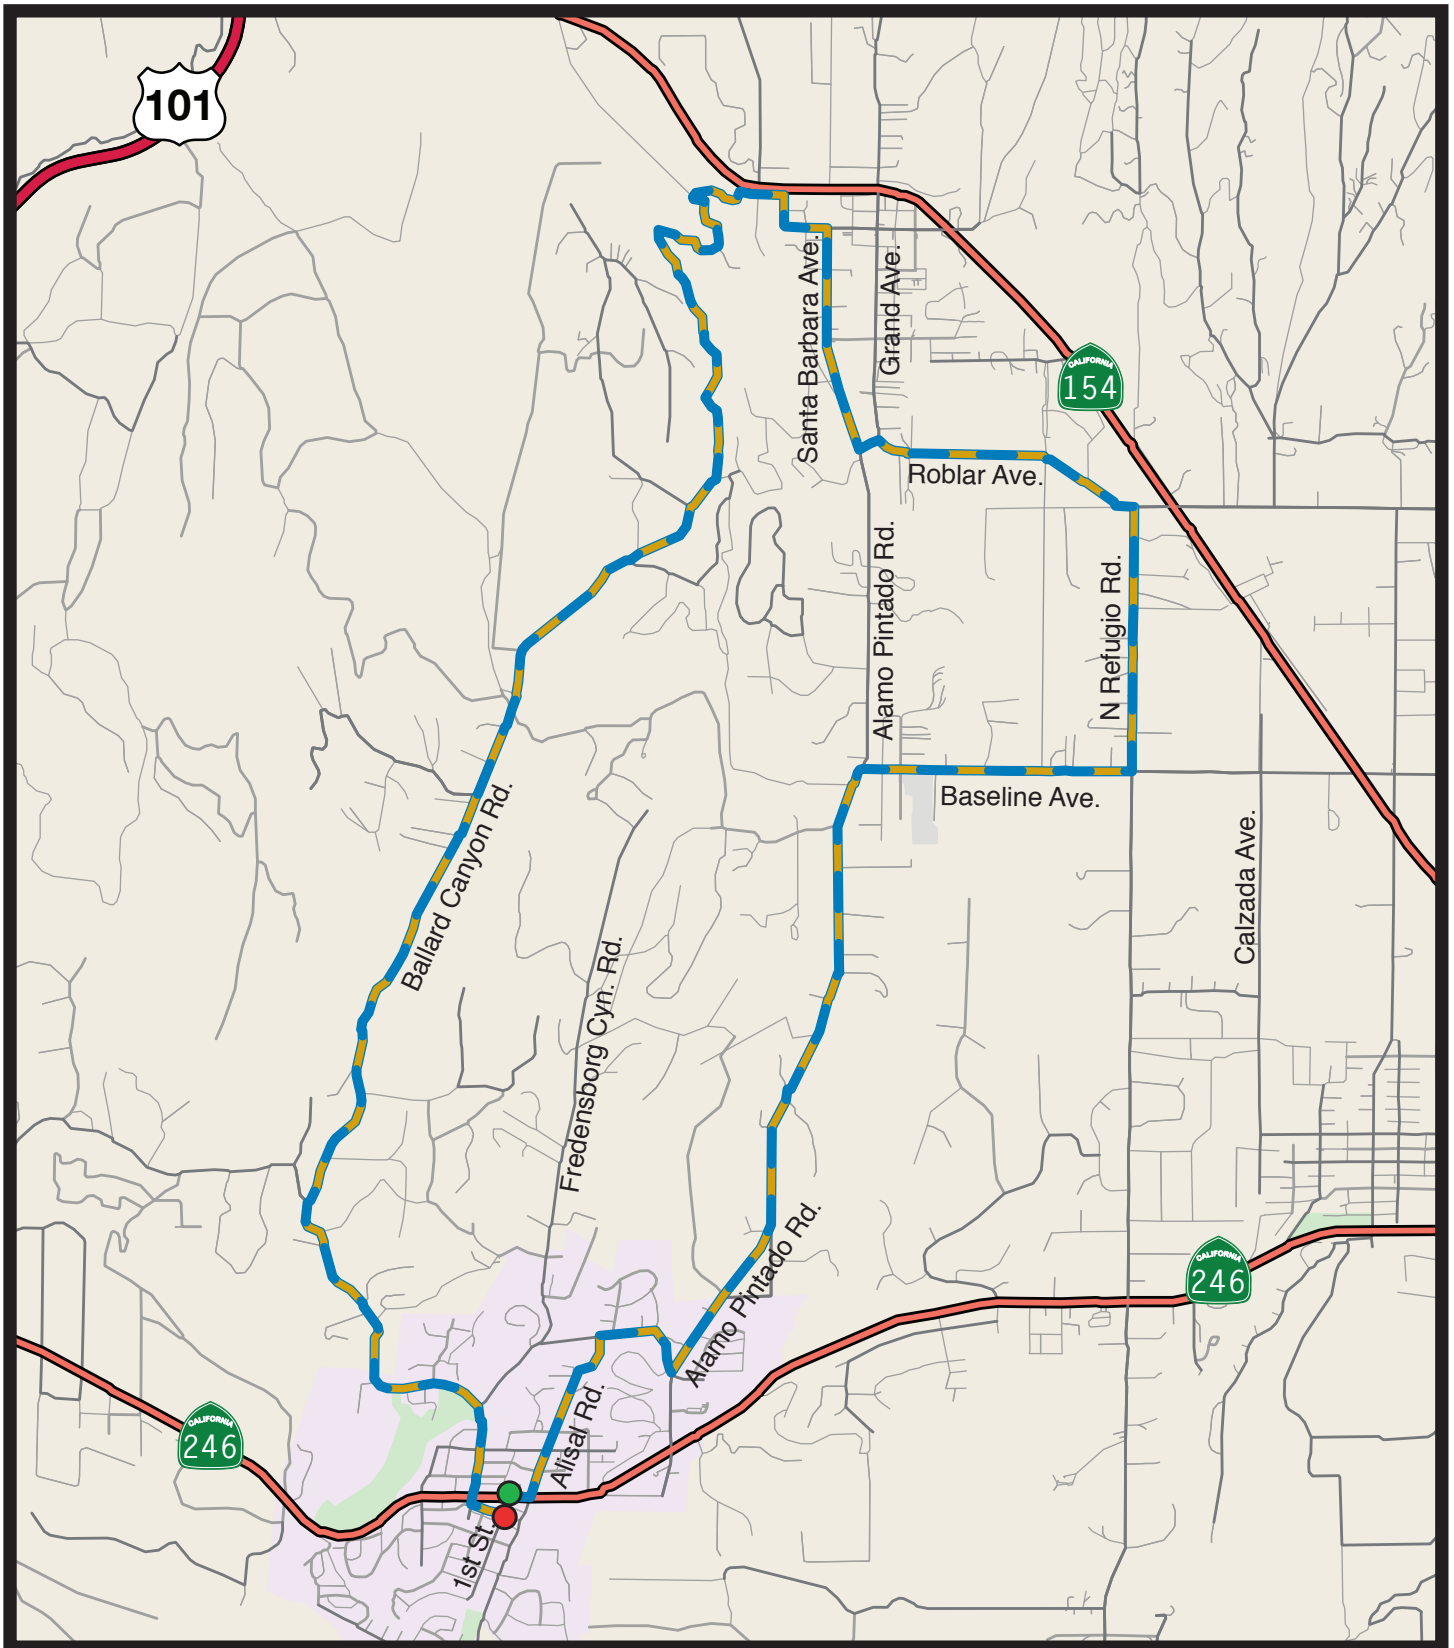 101
Santa Barbara Ave.
Grand Ave.
CALIFORNIA
154
Roblar Ave.
Alamo Pintado Rd.
N Refugio Rd.
Baseline Ave.
Ballard Canyon Rd.
Calzada Ave.
Fredensborg Cyn. Rd.
Alamo Pintado Rd.
CALIFORNIA
246
Alisal Rd.
CALIFORNIA
246
1st St.